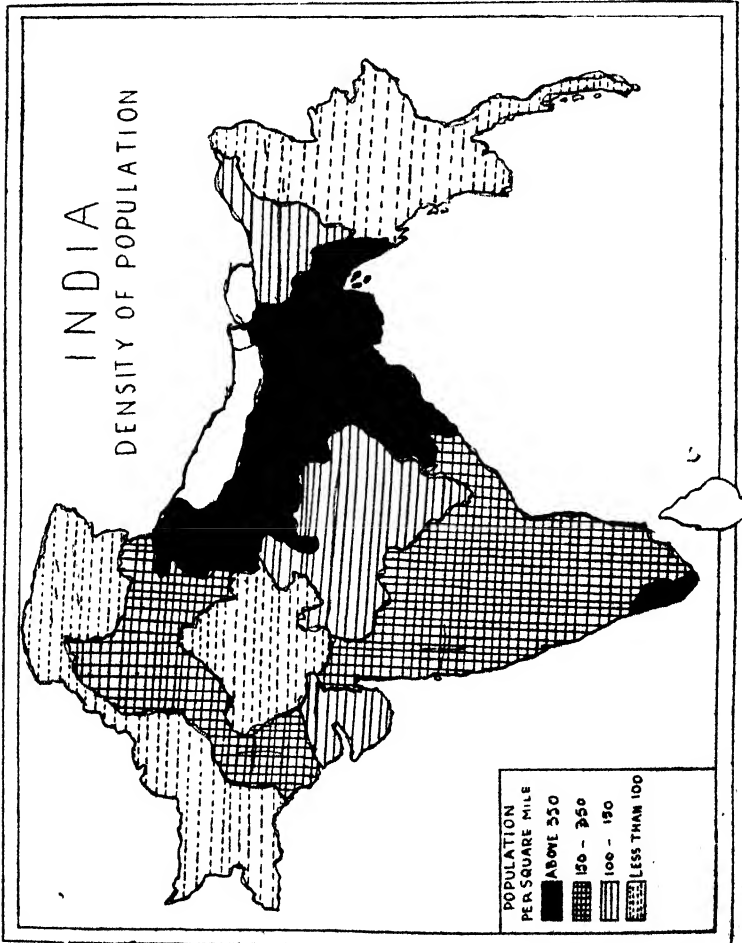 INDIA
DENSITY OF POPULATION
POPULATION
PER SQUARE MILE
ABOVE 350
150 - 350
100 - 150
LESS THAN 100